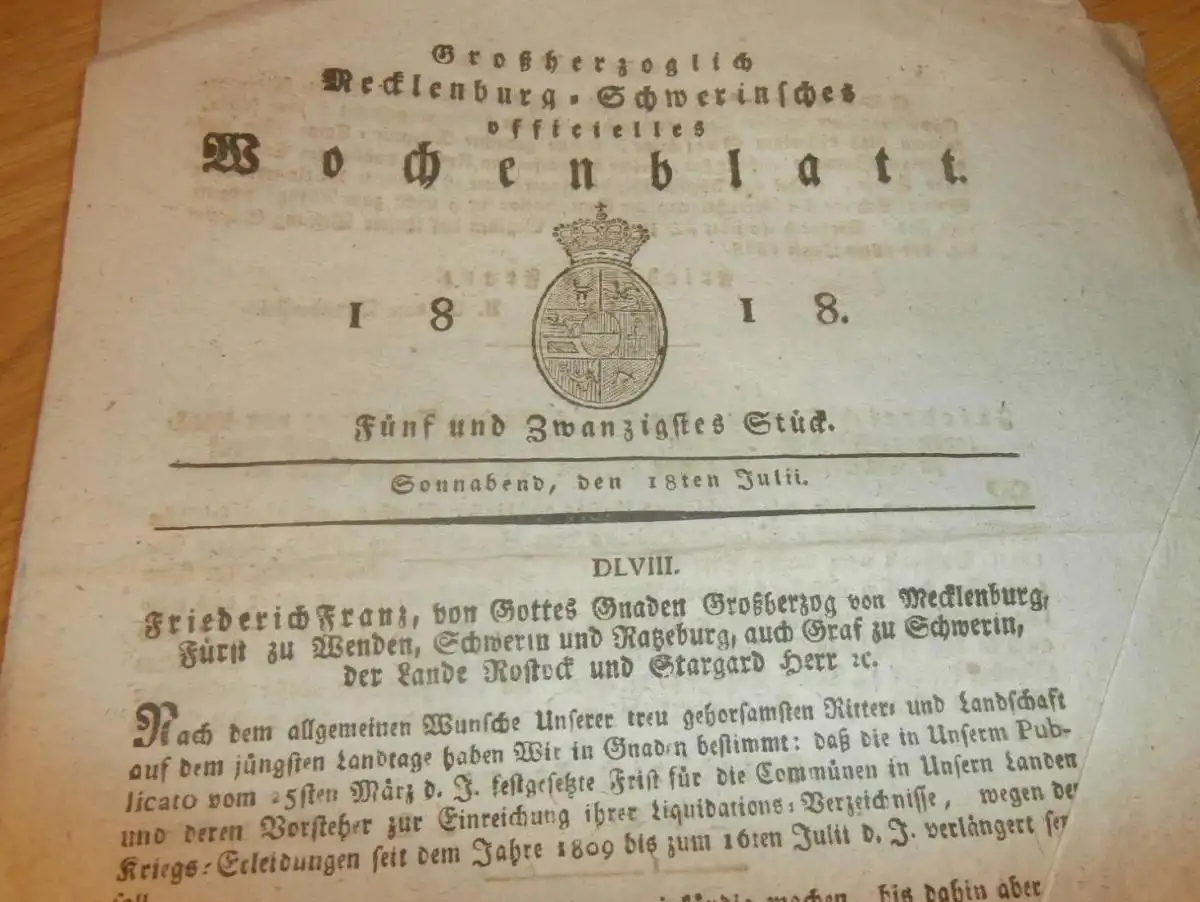 Großherzoglich
Mecklenburg-Schwerinsches
officielles
Wochenblatt.
1818.
Fünf und Zwanzigstes Stück.
Sonnabend, den 18ten Julii.
DLVIII.
Friederich Franz, von Gottes Gnaden Großherzog von Mecklenburg,
Fürst zu Wenden, Schwerin und Ratzeburg, auch Graf zu Schwerin,
der Lande Rostock und Stargard Herr ꝛc.
Nach dem allgemeinen Wunsche Unserer treu gehorsamsten Ritter- und Landschaft
auf dem jüngsten Landtage haben Wir in Gnaden bestimmt: daß die in Unserm Pub-
licato vom 25sten März d. J. festgesetzte Frist für die Communen in Unsern Landen
und deren Vorsteher zur Einreichung ihrer Liquidations-Verzeichnisse, wegen der
Kriegs-Erleidungen seit dem Jahre 1809 bis zum 16ten Julii d. J. verlängert seyn
soll machen, bis dahin aber